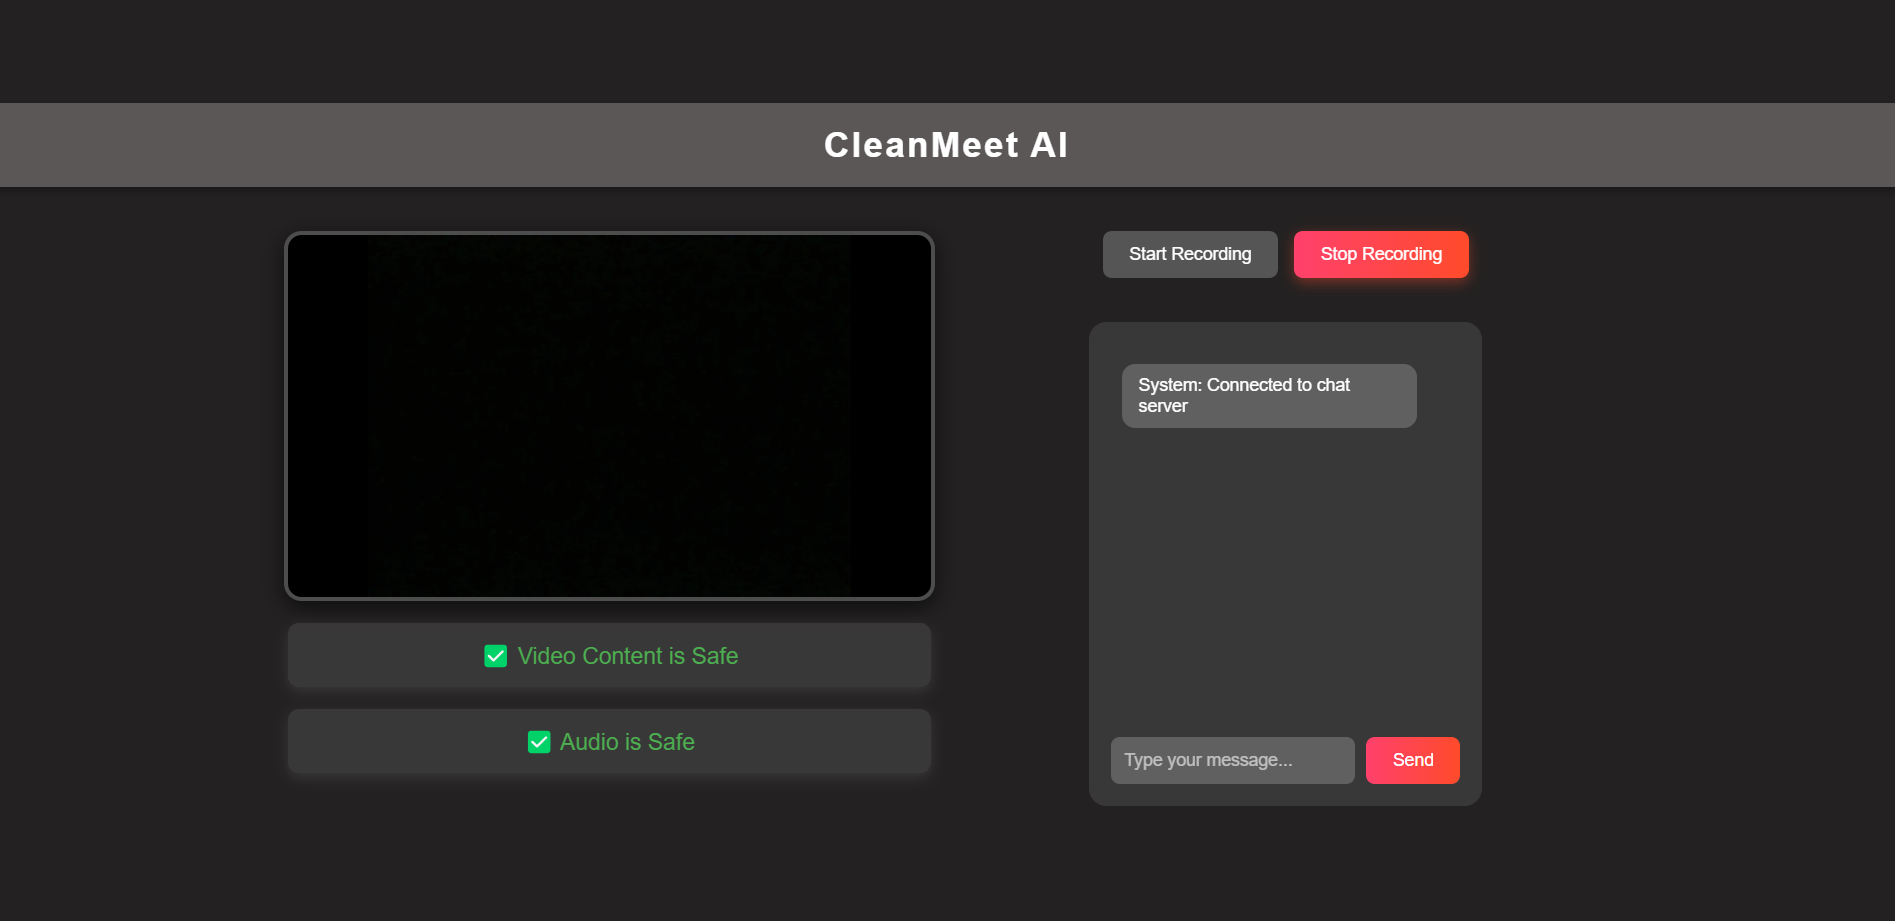 CleanMeet AI
Start Recording
Stop Recording
System: Connected to chat
server
Video Content is Safe
Audio is Safe
Type your message...
Send